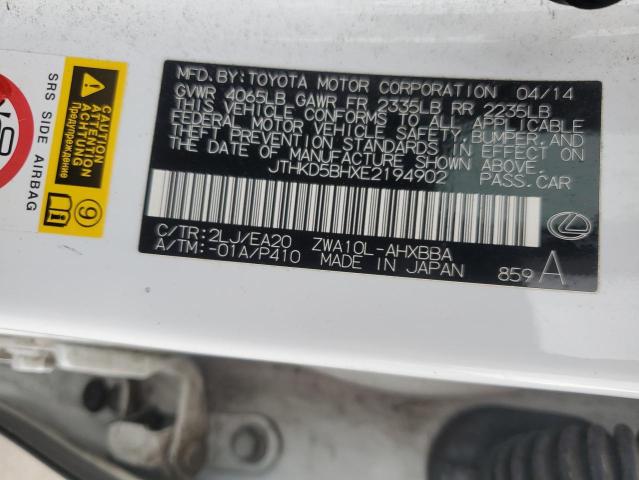 SRS SIDE AIRBAG
CAUTION
ATTENTION
ACHTUNG
Предупреждение
9
MFD.BY:TOYOTA MOTOR CORPORATION 04/14
GVWR 4065LB GAWR FR 2335LB RR 2235LB
THIS VEHICLE CONFORMS TO ALL APPLICABLE
FEDERAL MOTOR VEHICLE SAFETY,BUMPER,AND
THEFT PREVENTION STANDARDS IN EFFECT ON
THE DATE OF MANUFACTURE SHOWN ABOVE.
JTHKD5BHXE2194902 PASS.CAR
C/TR:2LJ/EA20 ZWA10L-AHXBBA
A/TM:-01A/P410 MADE IN JAPAN 859 A